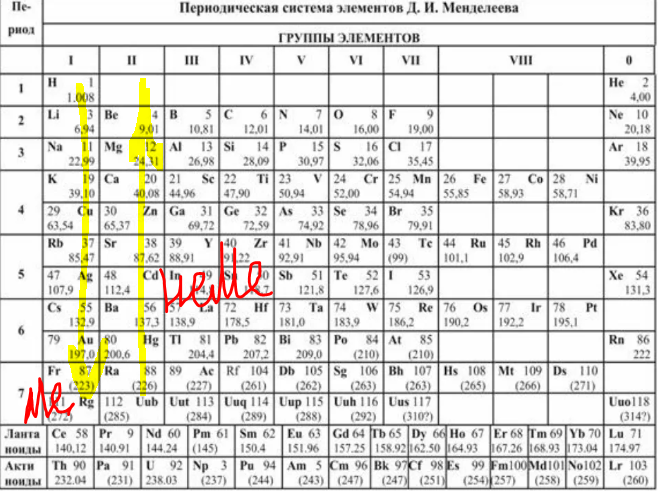 Пе-
риод
Периодическая система элементов Д. И. Менделеева
ГРУППЫ ЭЛЕМЕНТОВ
I II III IV V VI VII VIII 0
1 H 1 He 2
1.008 4,00
2 Li 3 Be 4 B 5 C 6 N 7 O 8 F 9 Ne 10
6,94 9,01 10,81 12,01 14,01 16,00 19,00 20,18
3 Na 11 Mg 12 Al 13 Si 14 P 15 S 16 Cl 17 Ar 18
22,99 24,31 26,98 28,09 30,97 32,06 35,45 39,95
4 K 19 Ca 20 21 Sc 22 Ti 23 V 24 Cr 25 Mn 26 Fe 27 Co 28 Ni
39,10 40,08 44,96 47,90 50,94 52,00 54,94 55,85 58,93 58,71
29 Cu 30 Zn Ga 31 Ge 32 As 33 Se 34 Br 35 Kr 36
63,54 65,37 69,72 72,59 74,92 78,96 79,91 83,80
5 Rb 37 Sr 38 39 Y 40 Zr 41 Nb 42 Mo 43 Tc 44 Ru 45 Rh 46 Pd
85,47 87,62 88,91 91,22 92,91 95,94 (99) 101,1 102,9 106,4
47 Ag 48 Cd In Sn Sb 51 Te 52 I 53 Xe 54
107,9 112,4 121,8 127,6 126,9 131,3
неМе
6 Cs 55 Ba 56 57 La 72 Hf 73 Ta 74 W 75 Re 76 Os 77 Ir 78 Pt
132,9 137,3 138,9 178,5 181,0 183,9 186,2 190,2 192,2 195,1
79 Au 80 Hg Tl 81 Pb 82 Bi 83 Po 84 At 85 Rn 86
197,0 200,6 204,4 207,2 209,0 (210) (210) 222
7 Fr 87 Ra 88 89 Ac Rf 104 Db 105 Sg 106 Bh 107 Hs 108 Mt 109 Ds 110
(223) (226) (227) (261) (262) (263) (263) (265) (266) (271)
Ме
Rg 112 Uub Uut 113 Uuq 114 Uup 115 Uuh 116 Uus 117 Uuo118
(272) (285) (284) (289) (288) (292) (310?) (314?)
Ланта Ce 58 Pr 9 Nd 60 Pm 61 Sm 62 Eu 63 Gd 64 Tb 65 Dy 66 Ho 67 Er 68 Tm 69 Yb 70 Lu 71
ноиды 140,12 140.91 144.24 (145) 150.4 151.96 157.25 158.92 162.50 164.93 167.26 168.93 173.04 174.97
Акти Th 90 Pa 91 U 92 Np 3 Pu 94 Am 5 Cm 96 Bk 97 Cf 98 Es 99 Fm100 Md101 No102 Lr 103
ноиды 232.04 (231) 238.03 (237) (244) (243) (247) (247) (251) (254) (257) (258) (259) (260)